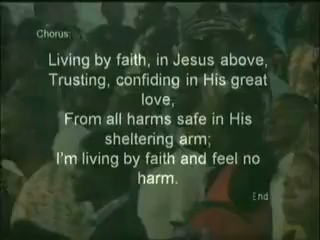 Chorus:
Living by faith, in Jesus above,
Trusting, confiding in His great
love,
From all harms safe in His
sheltering arm;
I'm living by faith and feel no
harm.
End